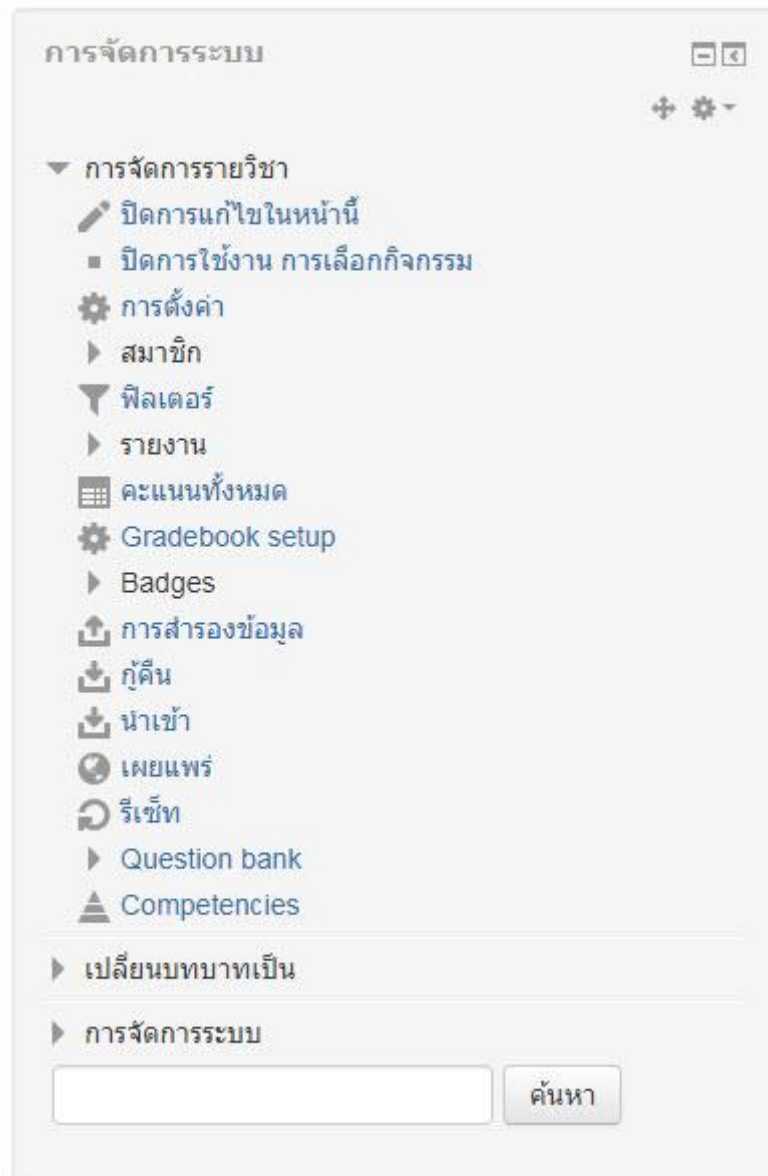 การจัดการระบบ
การจัดการรายวิชา
ปิดการแก้ไขในหน้านี้
ปิดการใช้งาน การเลือกกิจกรรม
การตั้งค่า
สมาชิก
ฟิลเตอร์
รายงาน
คะแนนทั้งหมด
Gradebook setup
Badges
การสำรองข้อมูล
กู้คืน
นำเข้า
เผยแพร่
รีเซ็ท
Question bank
Competencies
เปลี่ยนบทบาทเป็น
การจัดการระบบ
ค้นหา